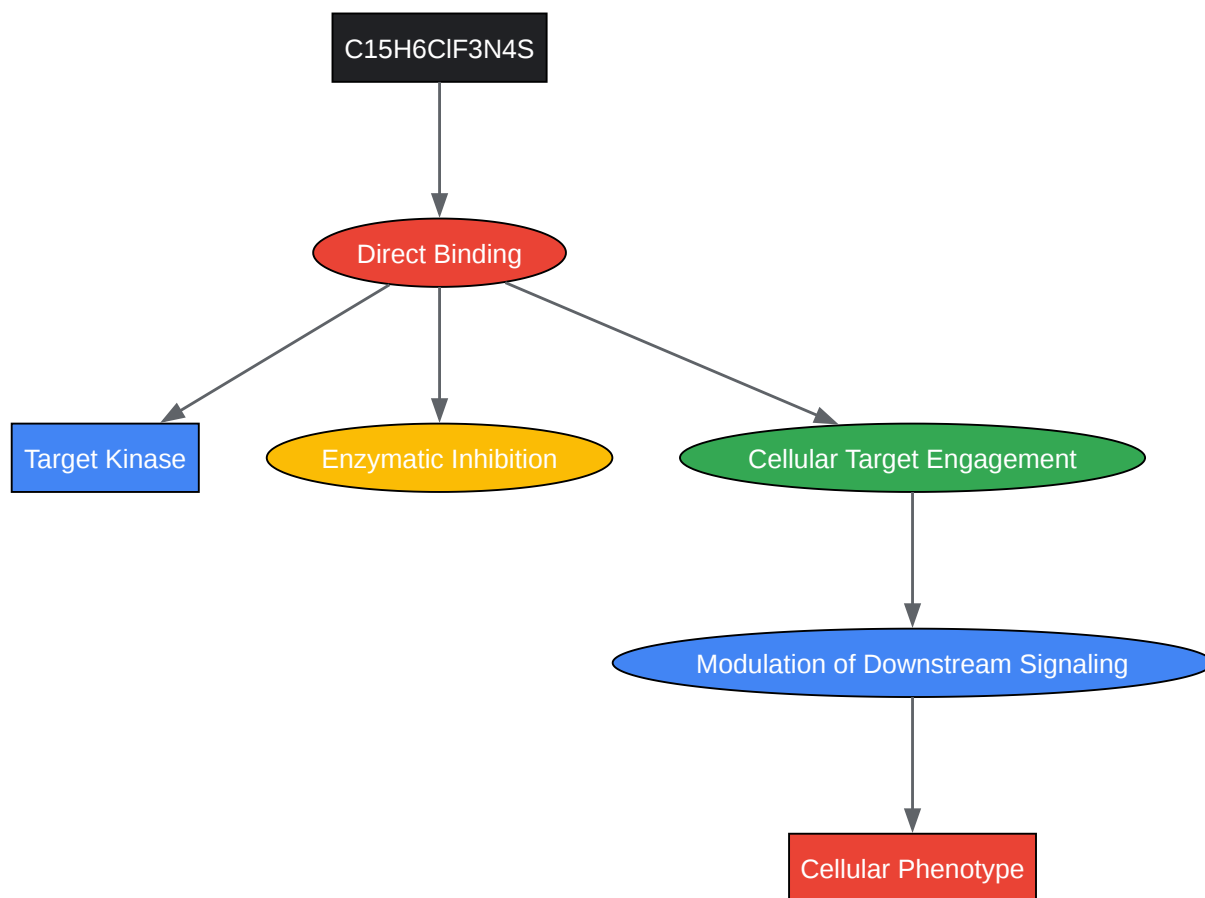 C15H6ClF3N4S
Direct Binding
Target Kinase
Enzymatic Inhibition
Cellular Target Engagement
Modulation of Downstream Signaling
Cellular Phenotype